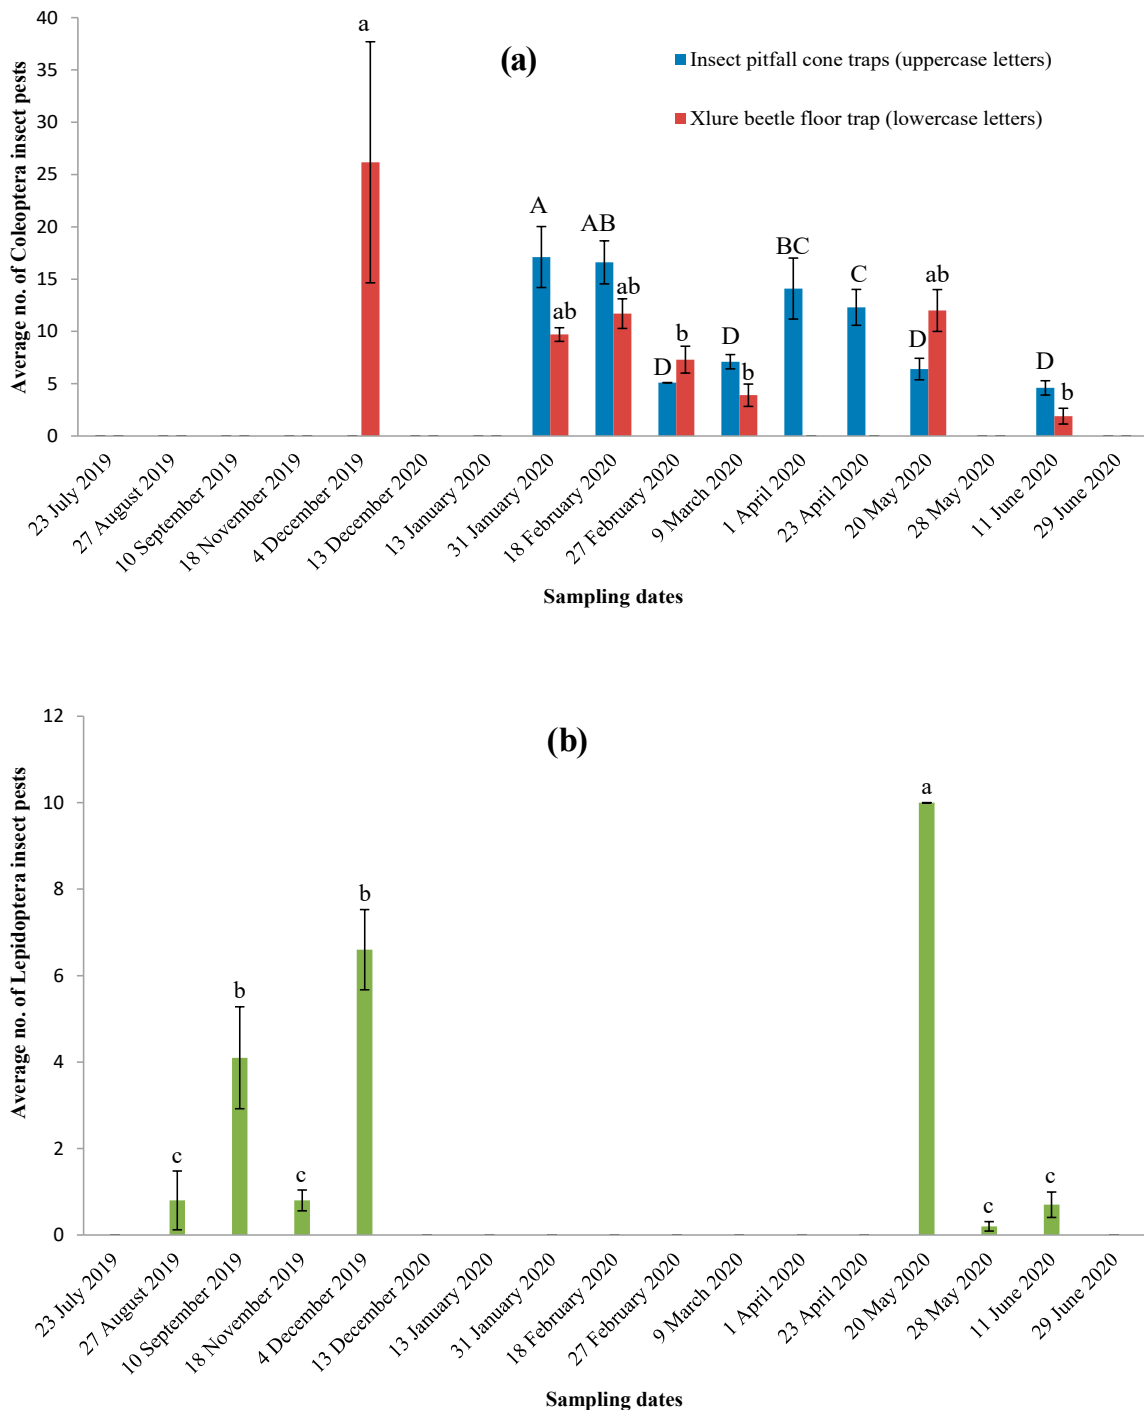 (a)
Insect pitfall cone traps (uppercase letters)
Xlure beetle floor trap (lowercase letters)
Average no. of Coleoptera insect pests
40
35
30
25
20
15
10
5
0
a
A
ab
AB
ab
D
b
D
b
BC
C
D
ab
D
b
23 July 2019
27 August 2019
10 September 2019
18 November 2019
4 December 2019
13 December 2020
13 January 2020
31 January 2020
18 February 2020
27 February 2020
9 March 2020
1 April 2020
23 April 2020
20 May 2020
28 May 2020
11 June 2020
29 June 2020
Sampling dates
(b)
Average no. of Lepidoptera insect pests
12
10
8
6
4
2
0
c
b
c
b
a
c
c
23 July 2019
27 August 2019
10 September 2019
18 November 2019
4 December 2019
13 December 2020
13 January 2020
31 January 2020
18 February 2020
27 February 2020
9 March 2020
1 April 2020
23 April 2020
20 May 2020
28 May 2020
11 June 2020
29 June 2020
Sampling dates